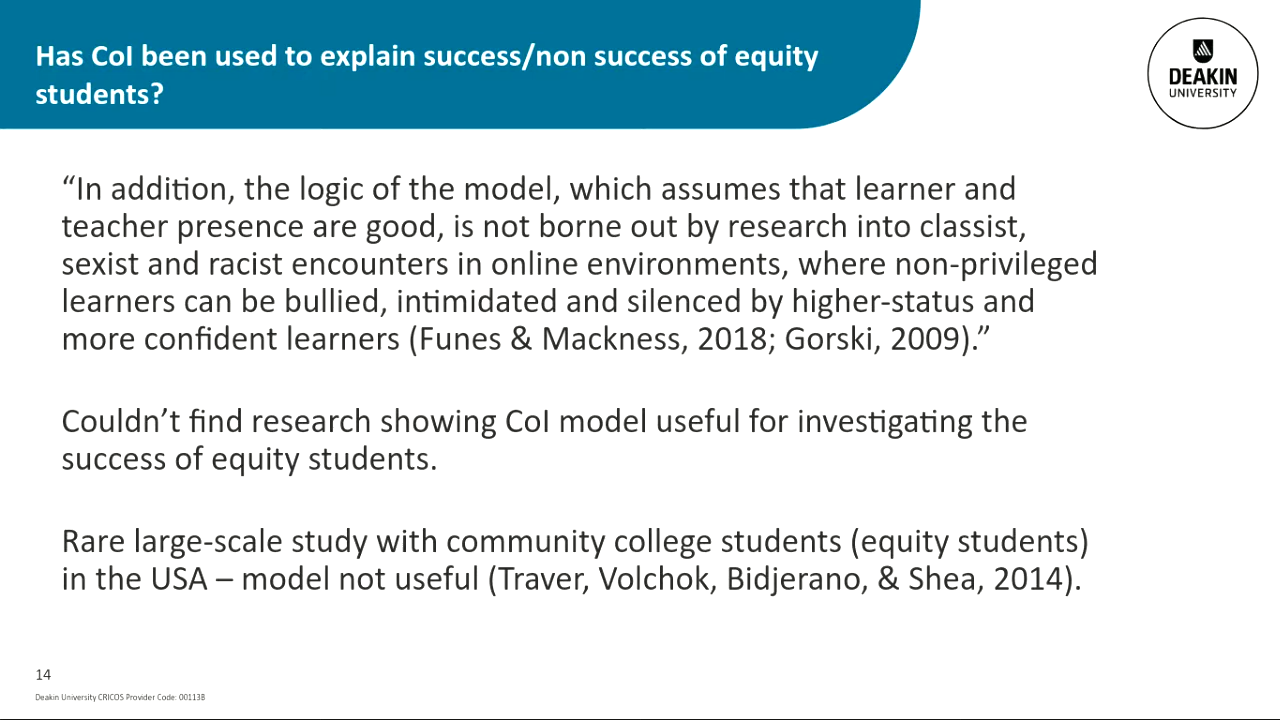 Has CoI been used to explain success/non success of equity
students?
DEAKIN
UNIVERSITY
“In addition, the logic of the model, which assumes that learner and
teacher presence are good, is not borne out by research into classist,
sexist and racist encounters in online environments, where non-privileged
learners can be bullied, intimidated and silenced by higher-status and
more confident learners (Funes & Mackness, 2018; Gorski, 2009).”
Couldn’t find research showing CoI model useful for investigating the
success of equity students.
Rare large-scale study with community college students (equity students)
in the USA – model not useful (Traver, Volchok, Bidjerano, & Shea, 2014).
14
Deakin University CRICOS Provider Code: 00113B